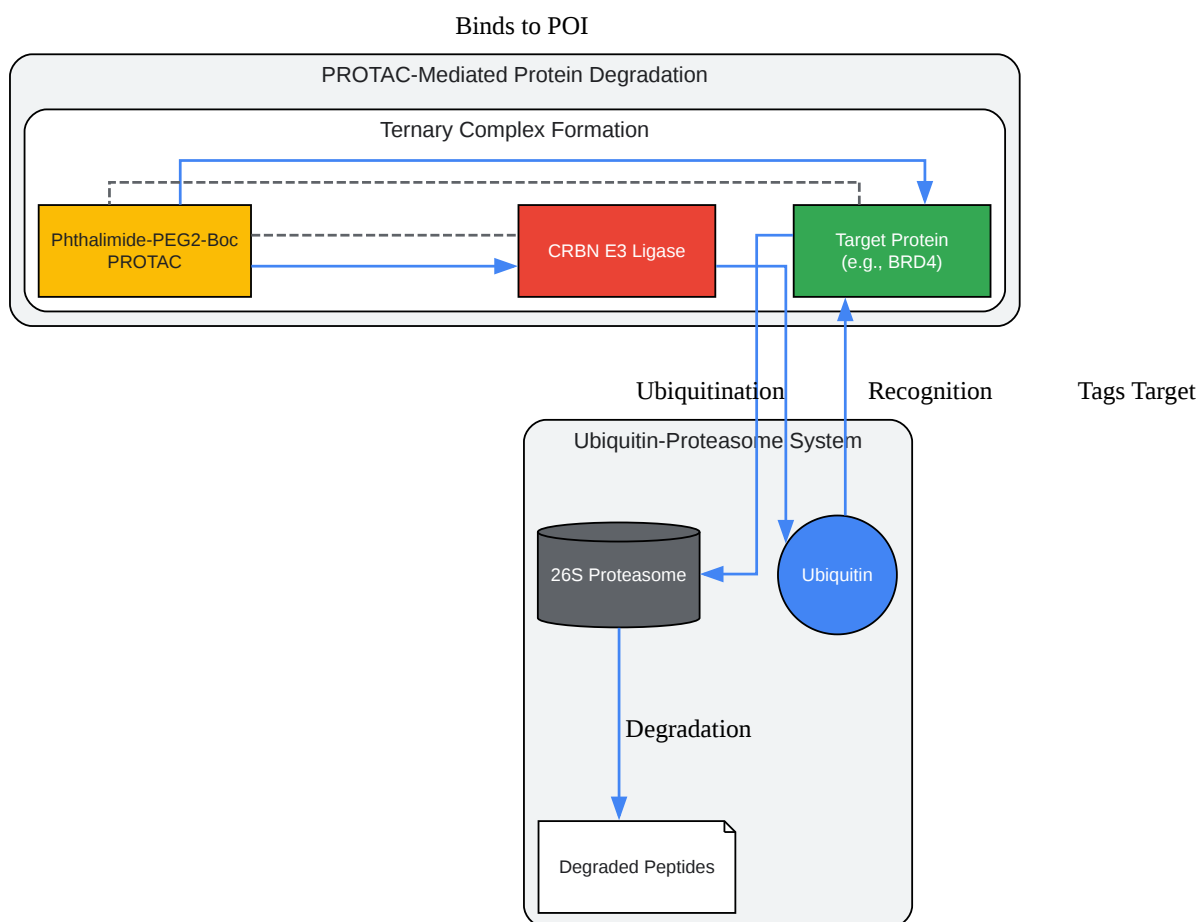 Binds to POI
PROTAC-Mediated Protein Degradation
Ternary Complex Formation
Phthalimide-PEG2-Boc
PROTAC
CRBN E3 Ligase
Target Protein
(e.g., BRD4)
Ubiquitination
Recognition
Tags Target
Ubiquitin-Proteasome System
26S Proteasome
Ubiquitin
Degradation
Degraded Peptides